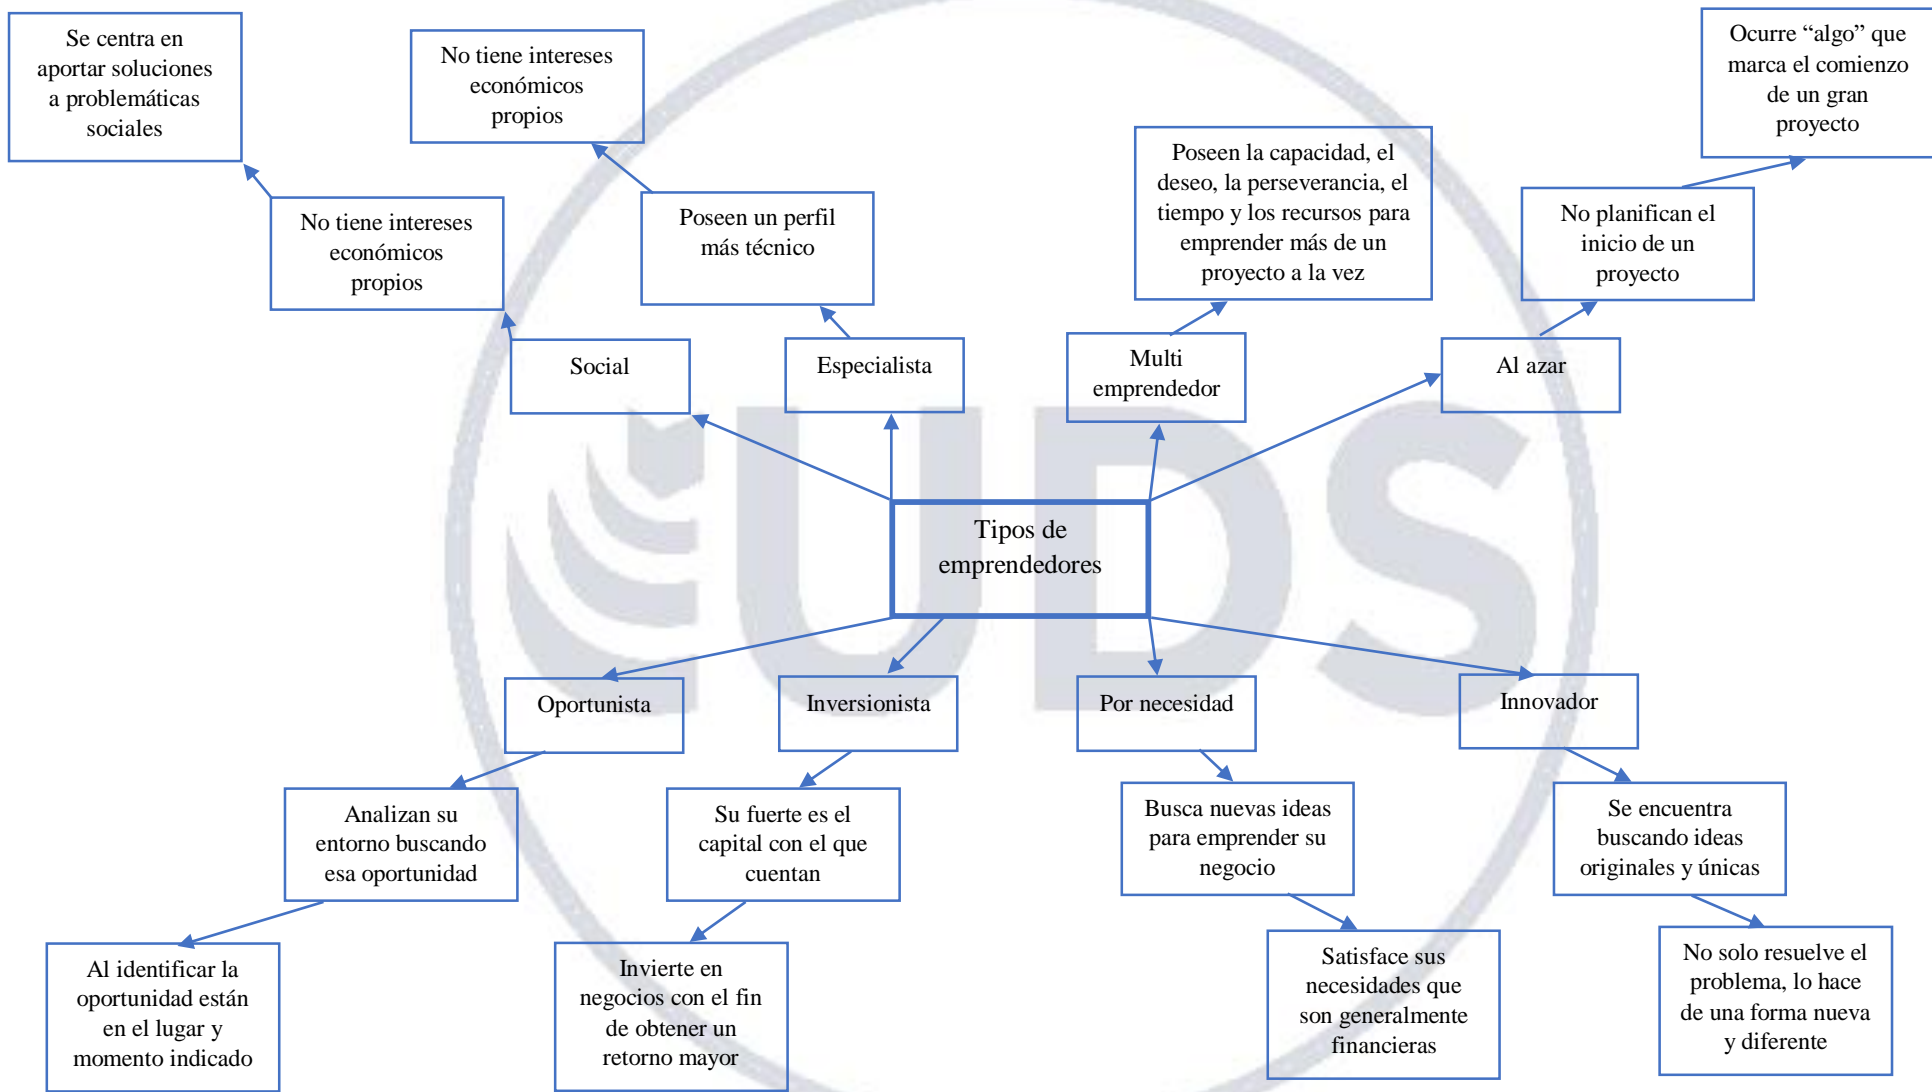 Se centra en
aportar soluciones
a problemáticas
sociales
No tiene intereses
económicos
propios
Ocurre “algo” que
marca el comienzo
de un gran
proyecto
No tiene intereses
económicos
propios
Poseen un perfil
más técnico
Poseen la capacidad, el
deseo, la perseverancia, el
tiempo y los recursos para
emprender más de un
proyecto a la vez
No planifican el
inicio de un
proyecto
Social
Especialista
Multi
emprendedor
Al azar
UDS
Tipos de
emprendedores
Oportunista
Inversionista
Por necesidad
Innovador
Analizan su
entorno buscando
esa oportunidad
Su fuerte es el
capital con el que
cuentan
Busca nuevas ideas
para emprender su
negocio
Se encuentra
buscando ideas
originales y únicas
Al identificar la
oportunidad están
en el lugar y
momento indicado
Invierte en
negocios con el fin
de obtener un
retorno mayor
Satisface sus
necesidades que
son generalmente
financieras
No solo resuelve el
problema, lo hace
de una forma nueva
y diferente